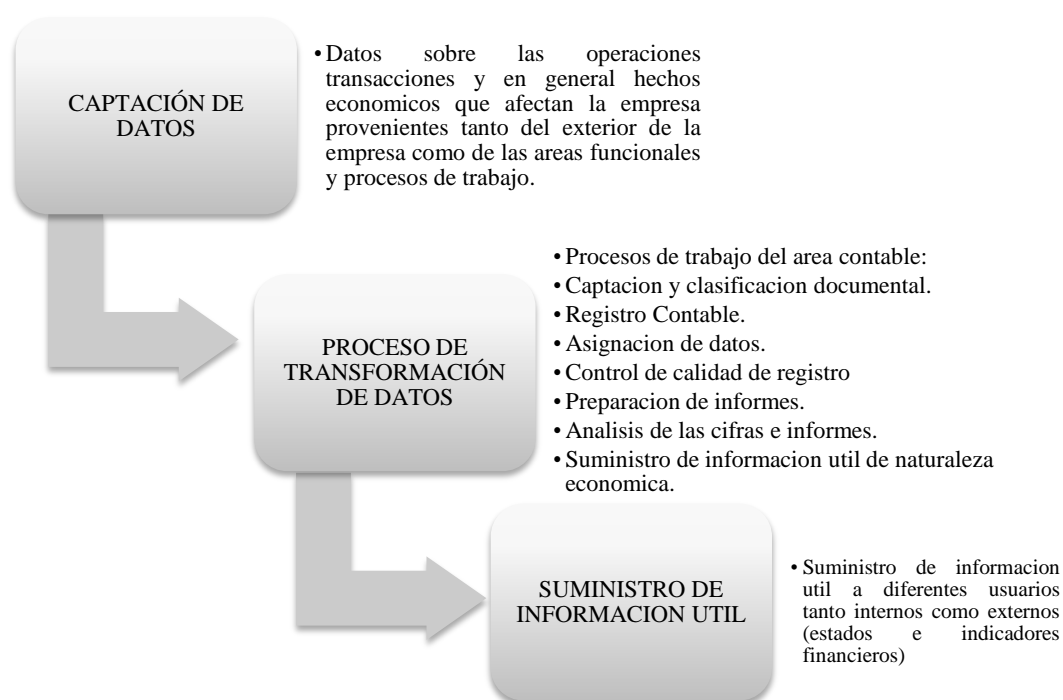 CAPTACIÓN DE
DATOS
• Datos sobre las operaciones
transacciones y en general hechos
economicos que afectan la empresa
provenientes tanto del exterior de la
empresa como de las areas funcionales
y procesos de trabajo.
PROCESO DE
TRANSFORMACIÓN
DE DATOS
• Procesos de trabajo del area contable:
• Captacion y clasificacion documental.
• Registro Contable.
• Asignacion de datos.
• Control de calidad de registro
• Preparacion de informes.
• Analisis de las cifras e informes.
• Suministro de informacion util de naturaleza
economica.
SUMINISTRO DE
INFORMACION UTIL
• Suministro de informacion
util a diferentes usuarios
tanto internos como externos
(estados e indicadores
financieros)